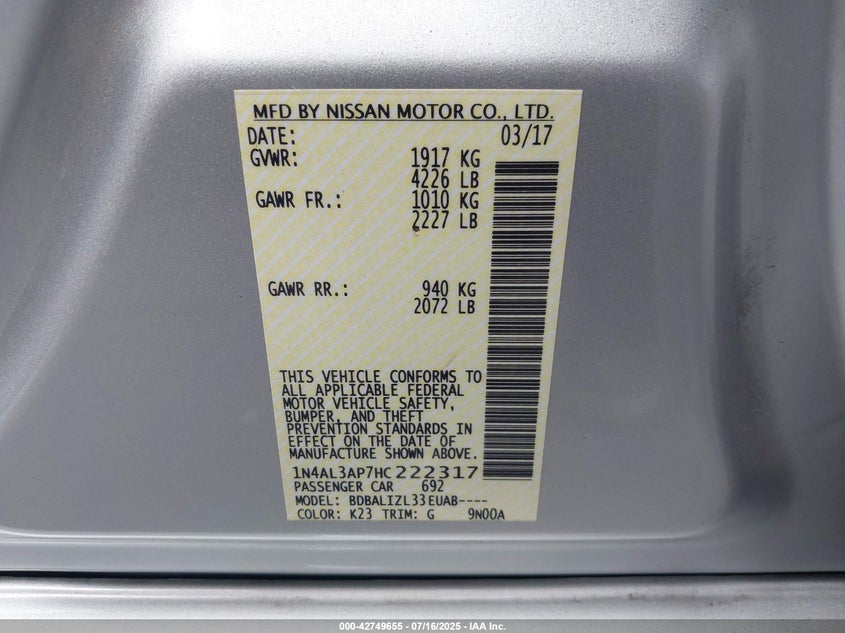 MFD BY NISSAN MOTOR CO., LTD.
DATE: 03/17
GVWR: 1917 KG
4226 LB
GAWR FR.: 1010 KG
2227 LB
GAWR RR.: 940 KG
2072 LB
THIS VEHICLE CONFORMS TO
ALL APPLICABLE FEDERAL
MOTOR VEHICLE SAFETY,
BUMPER, AND THEFT
PREVENTION STANDARDS IN
EFFECT ON THE DATE OF
MANUFACTURE SHOWN ABOVE.
1N4AL3AP7HC222317
PASSENGER CAR 692
MODEL: BDBALIZL33EUAB----
COLOR: K23 TRIM: G 9N00A
000-42749655 - 07/16/2025 - IAA Inc.